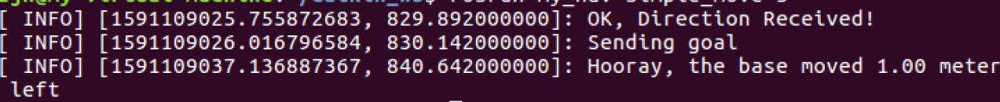 [ INFO] [1591109025.755872683, 829.892000000]: OK, Direction Received!
[ INFO] [1591109026.016796584, 830.142000000]: Sending goal
[ INFO] [1591109037.136887367, 840.642000000]: Hooray, the base moved 1.00 meter
left